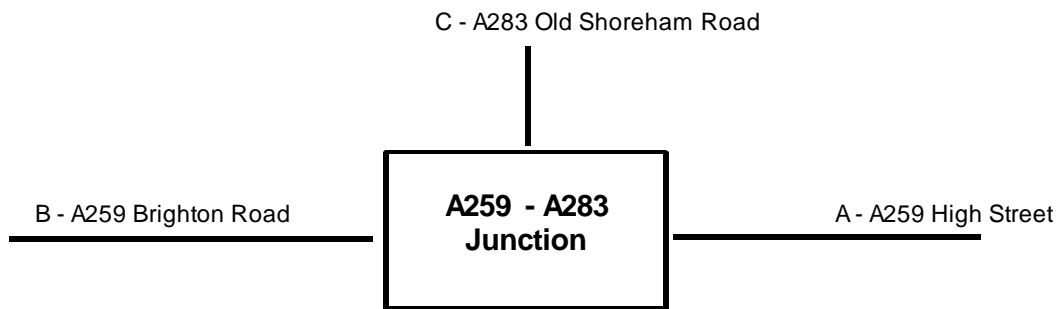 C - A283 Old Shoreham Road
B - A259 Brighton Road
A259 - A283
Junction
A - A259 High Street